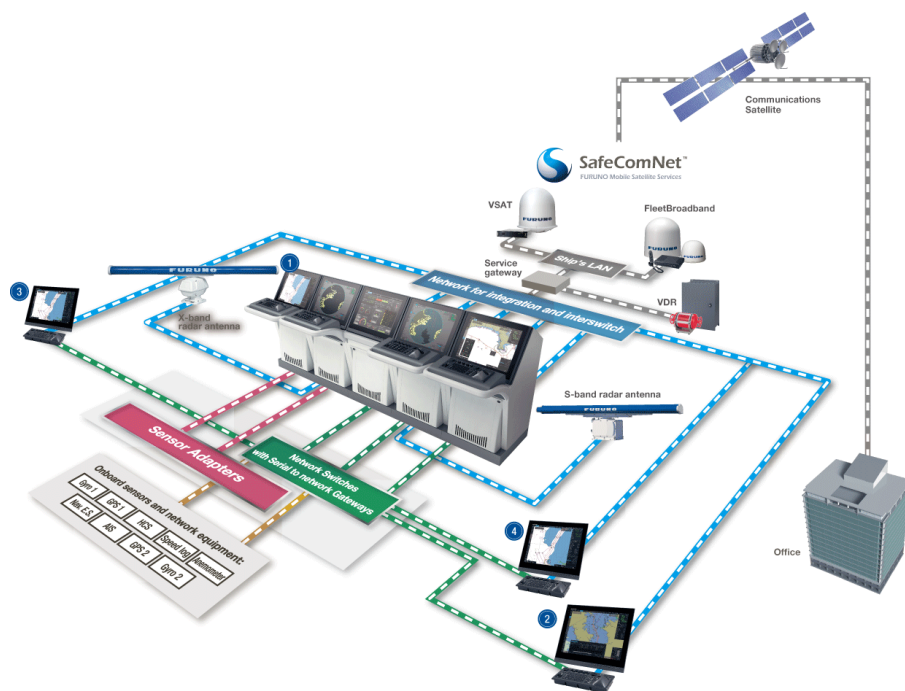 Communications
Satellite
SafeComNet™
FURUNO Mobile Satellite Services
VSAT
FURUNO
FleetBroadband
FURUNO
Ship's LAN
Service
gateway
VDR
Network for integration and interswitch
FURUNO
1
3
X-band
radar antenna
S-band radar antenna
FURUNO
Sensor Adapters
Network Switches
with Serial to network Gateways
Onboard sensors and network equipment:
Gyro 1
GPS 1
HCS
Speed log
Anemometer
Nav. E.S.
AIS
GPS 2
Gyro 2
4
2
Office